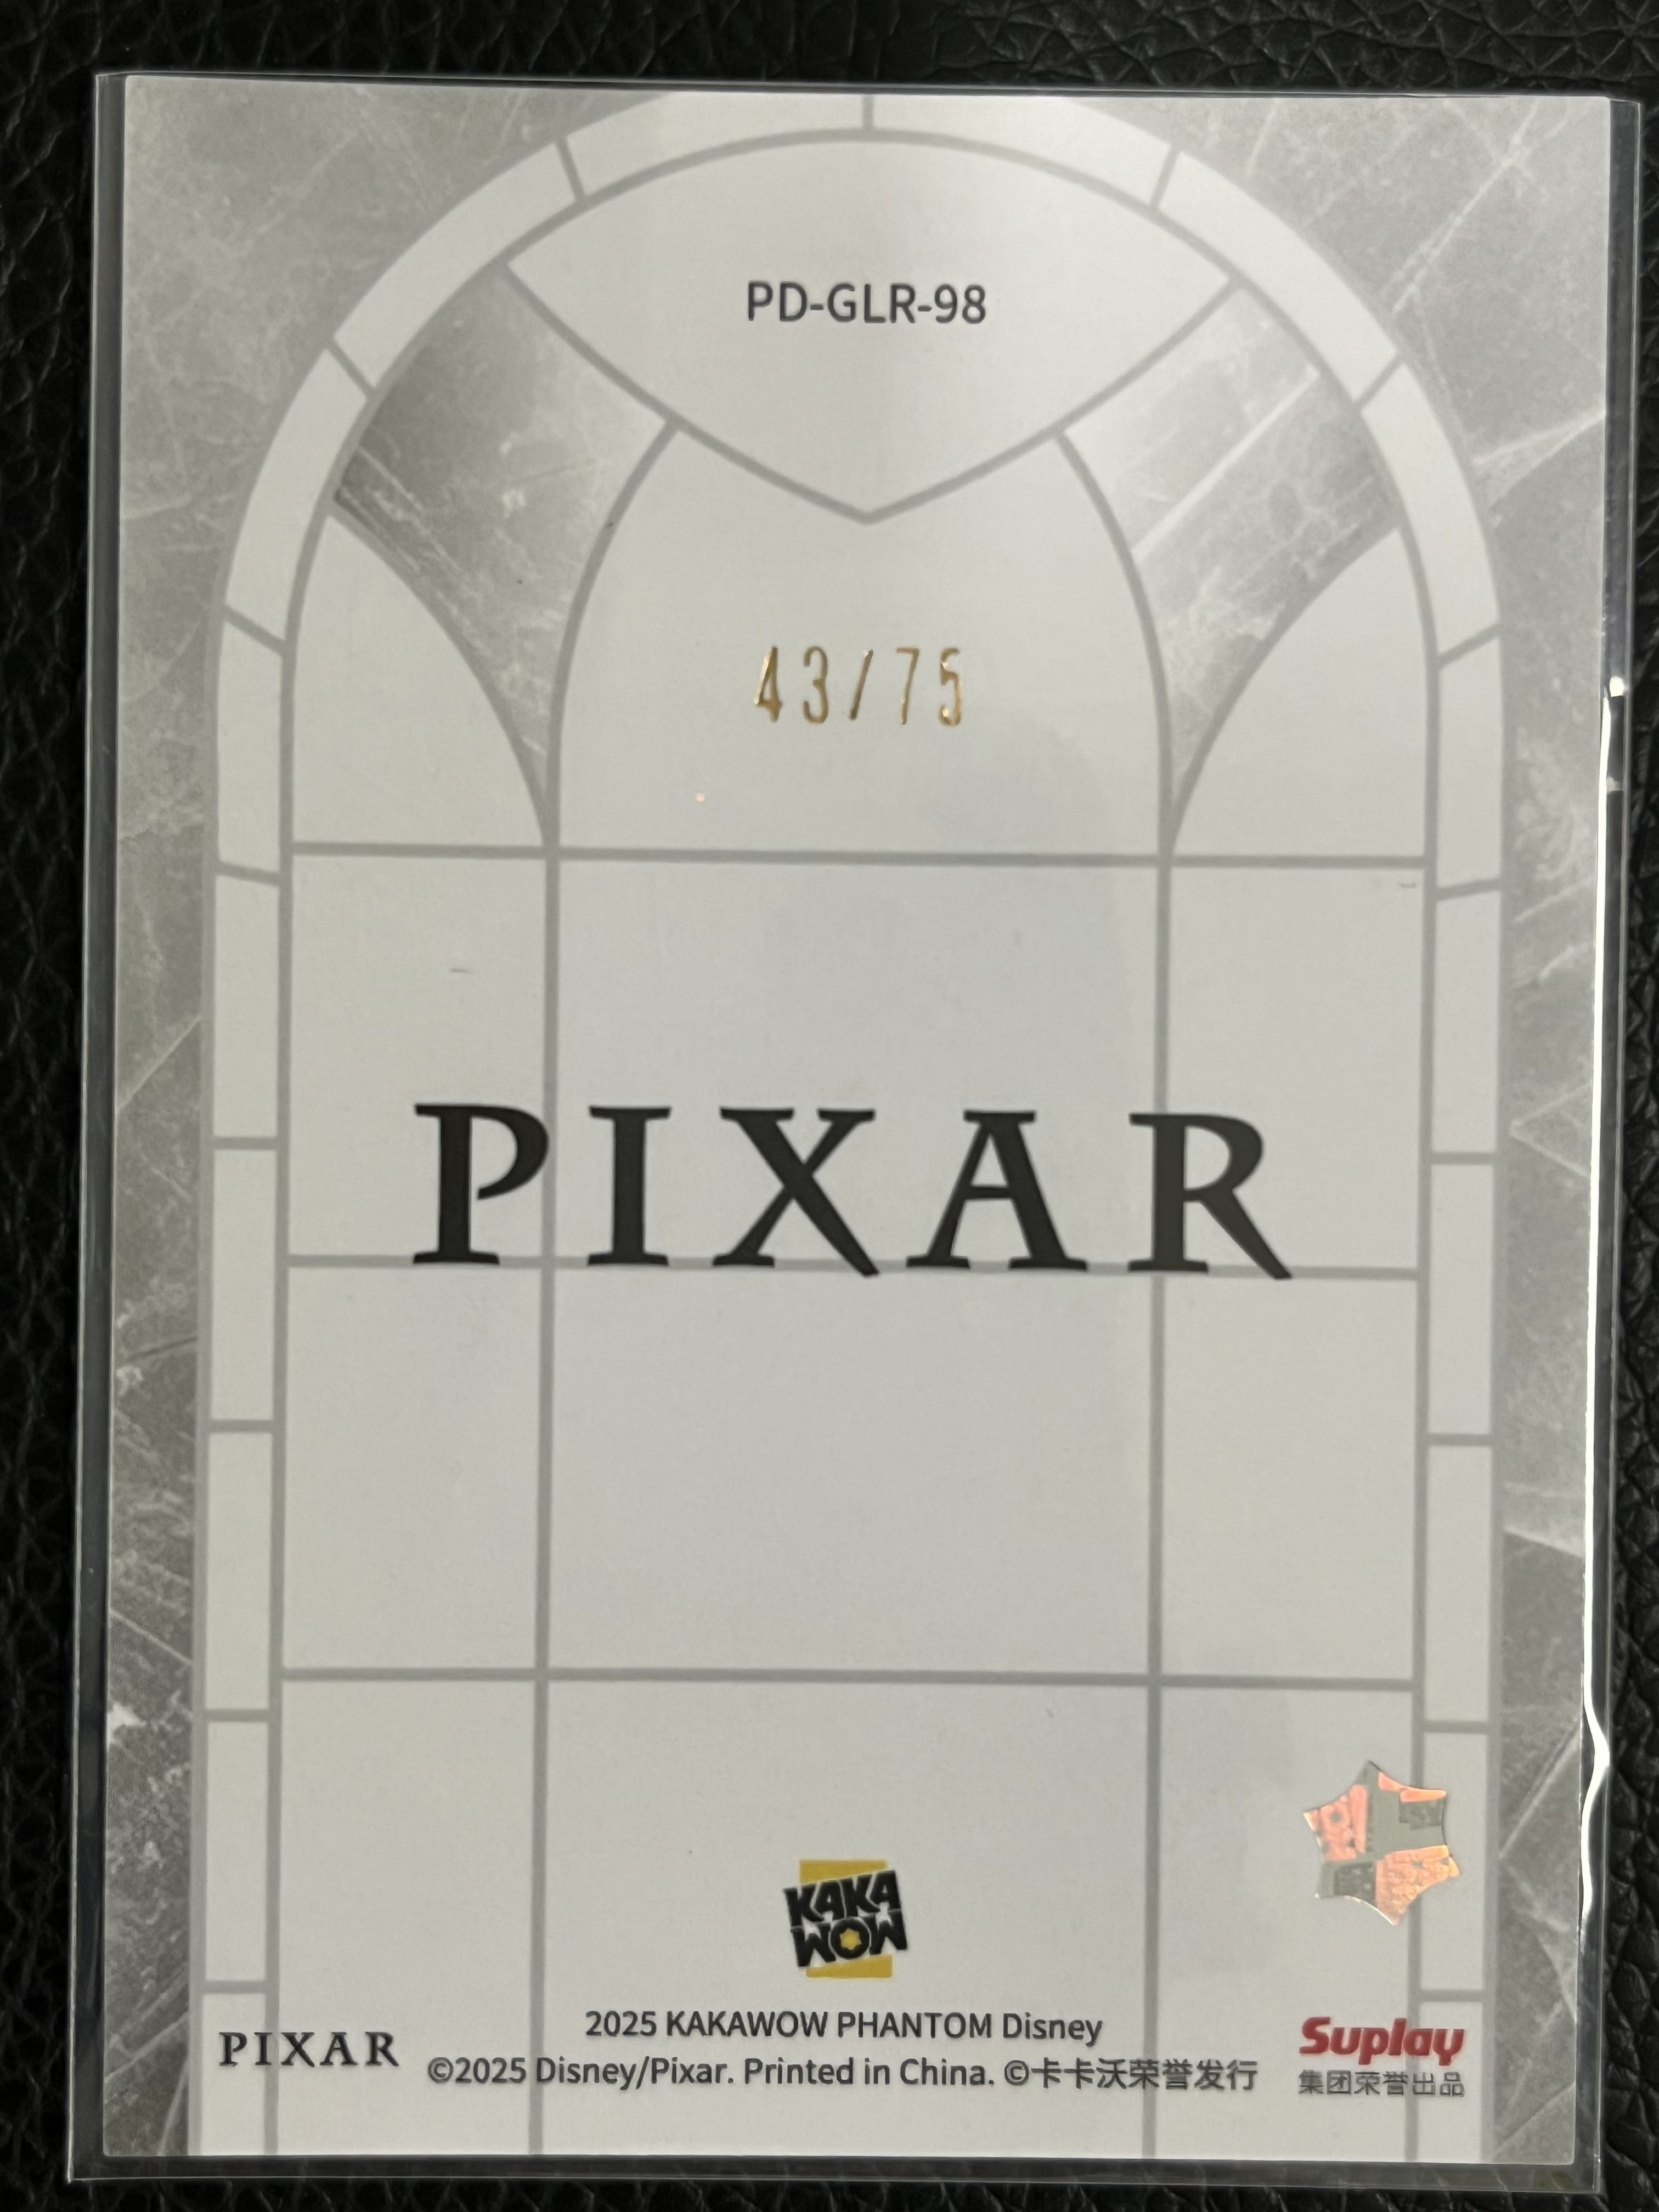 PD-GLR-98
43/75
PIXAR
KAKA
WOW
2025 KAKAWOW PHANTOM Disney
PIXAR
©2025 Disney/Pixar. Printed in China. ©卡卡沃荣誉发行
Suplay
集团荣誉出品